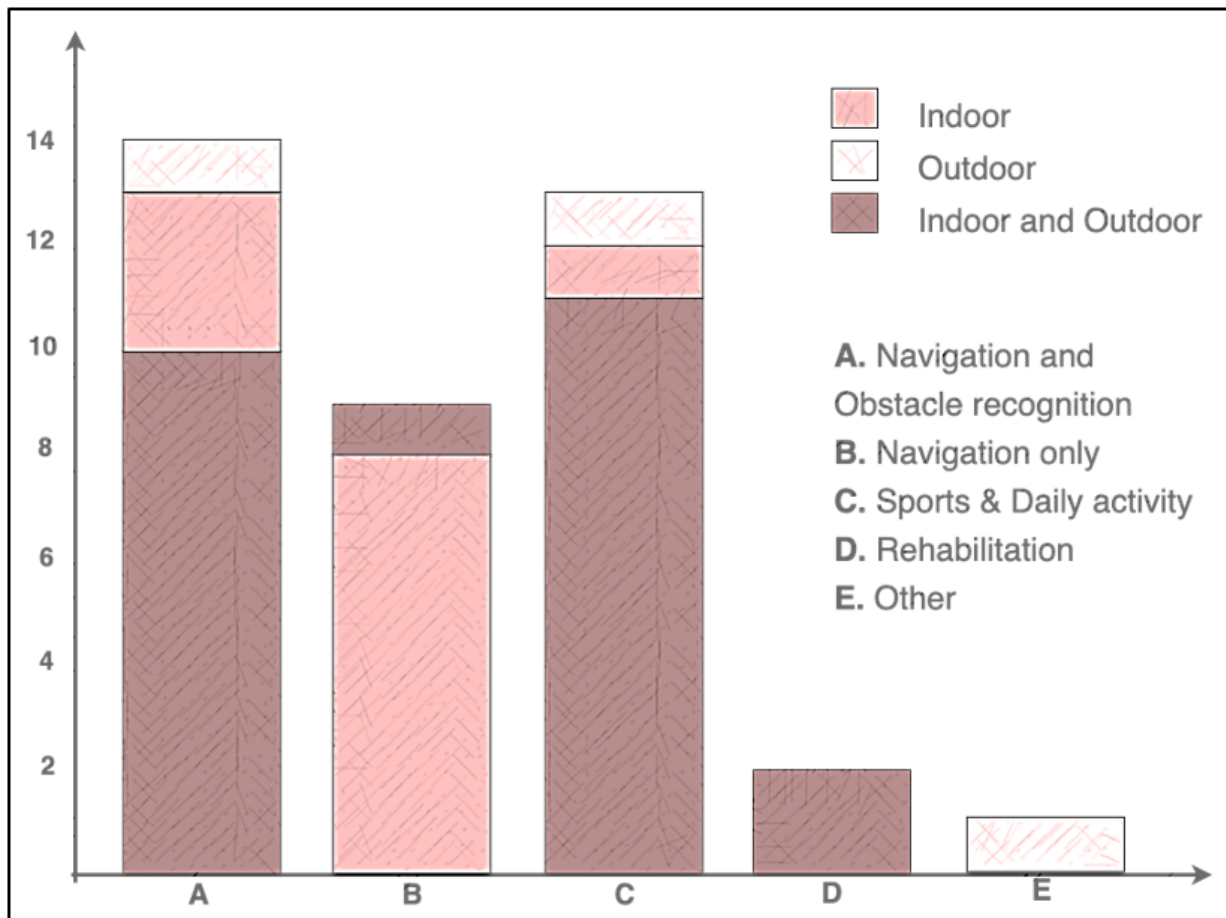 14
12
10
8
6
4
2
A
B
C
D
E
Indoor
Outdoor
Indoor and Outdoor
A. Navigation and
Obstacle recognition
B. Navigation only
C. Sports & Daily activity
D. Rehabilitation
E. Other